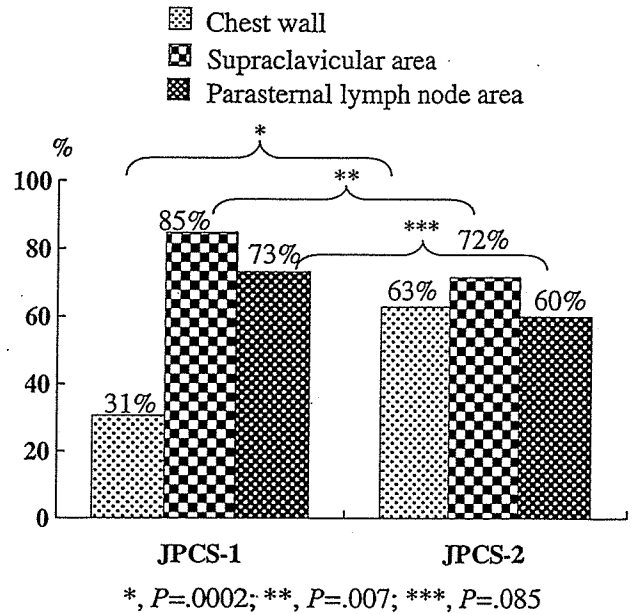 Chest wall
Supraclavicular area
Parasternal lymph node area
%
*
**
***
100
80
60
40
20
0
31%
85%
73%
63%
72%
60%
JPCS-1
JPCS-2
*, P=.0002; **, P=.007; ***, P=.085